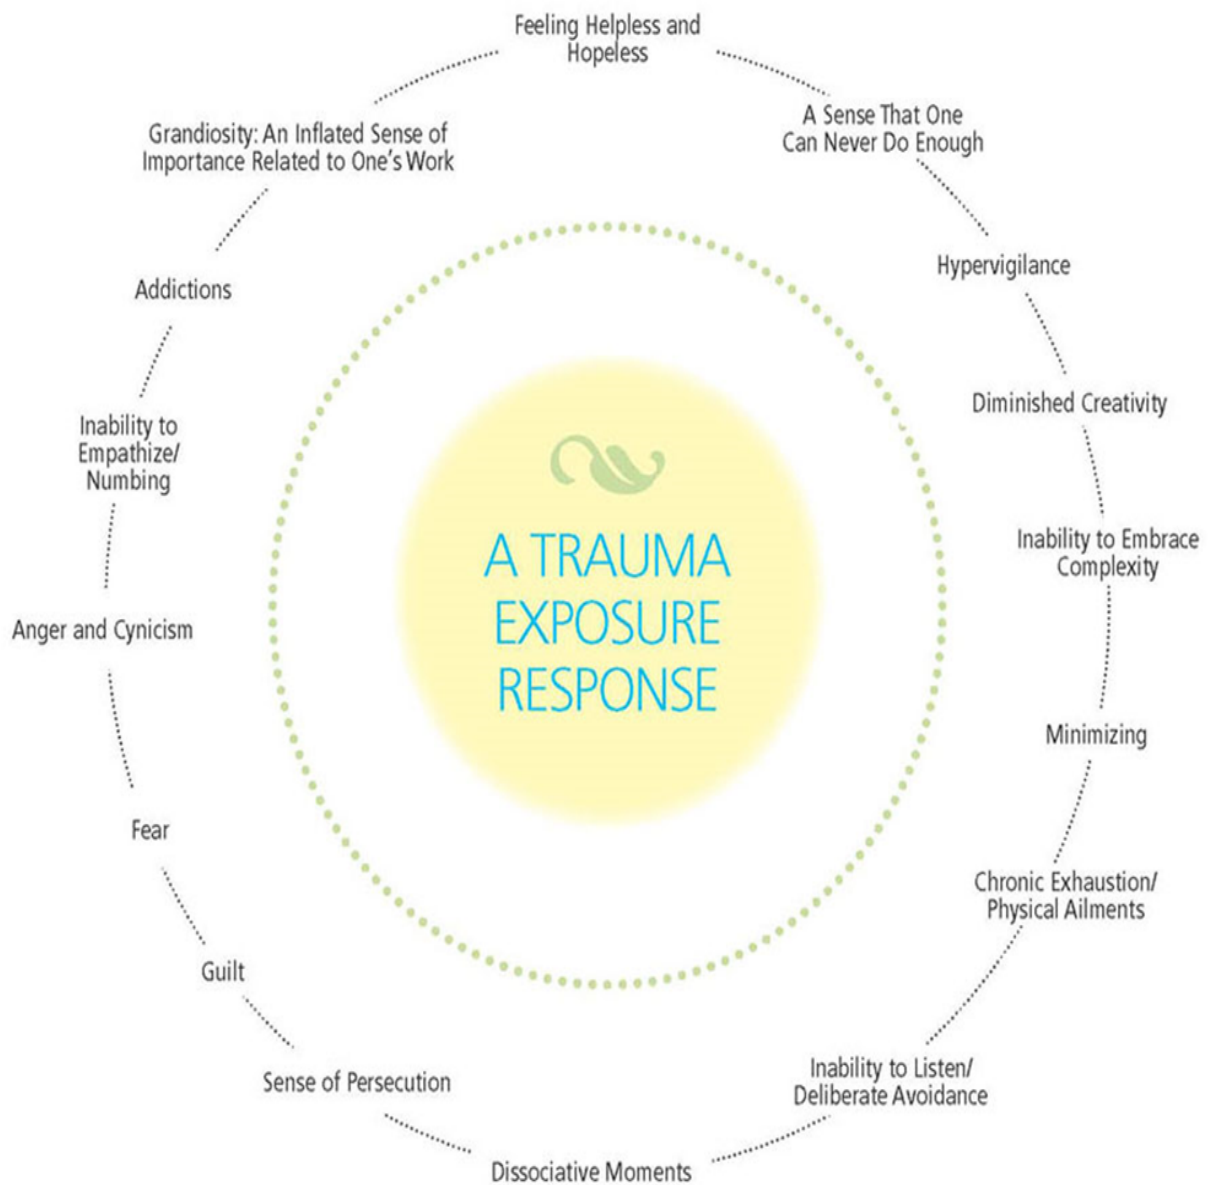 Feeling Helpless and
Hopeless
A Sense That One
Can Never Do Enough
Hypervigilance
Diminished Creativity
Inability to Embrace
Complexity
Minimizing
Chronic Exhaustion/
Physical Ailments
Inability to Listen/
Deliberate Avoidance
Dissociative Moments
Sense of Persecution
Guilt
Fear
Anger and Cynicism
Inability to
Empathize/
Numbing
Addictions
Grandiosity: An Inflated Sense of
Importance Related to One's Work
A TRAUMA
EXPOSURE
RESPONSE